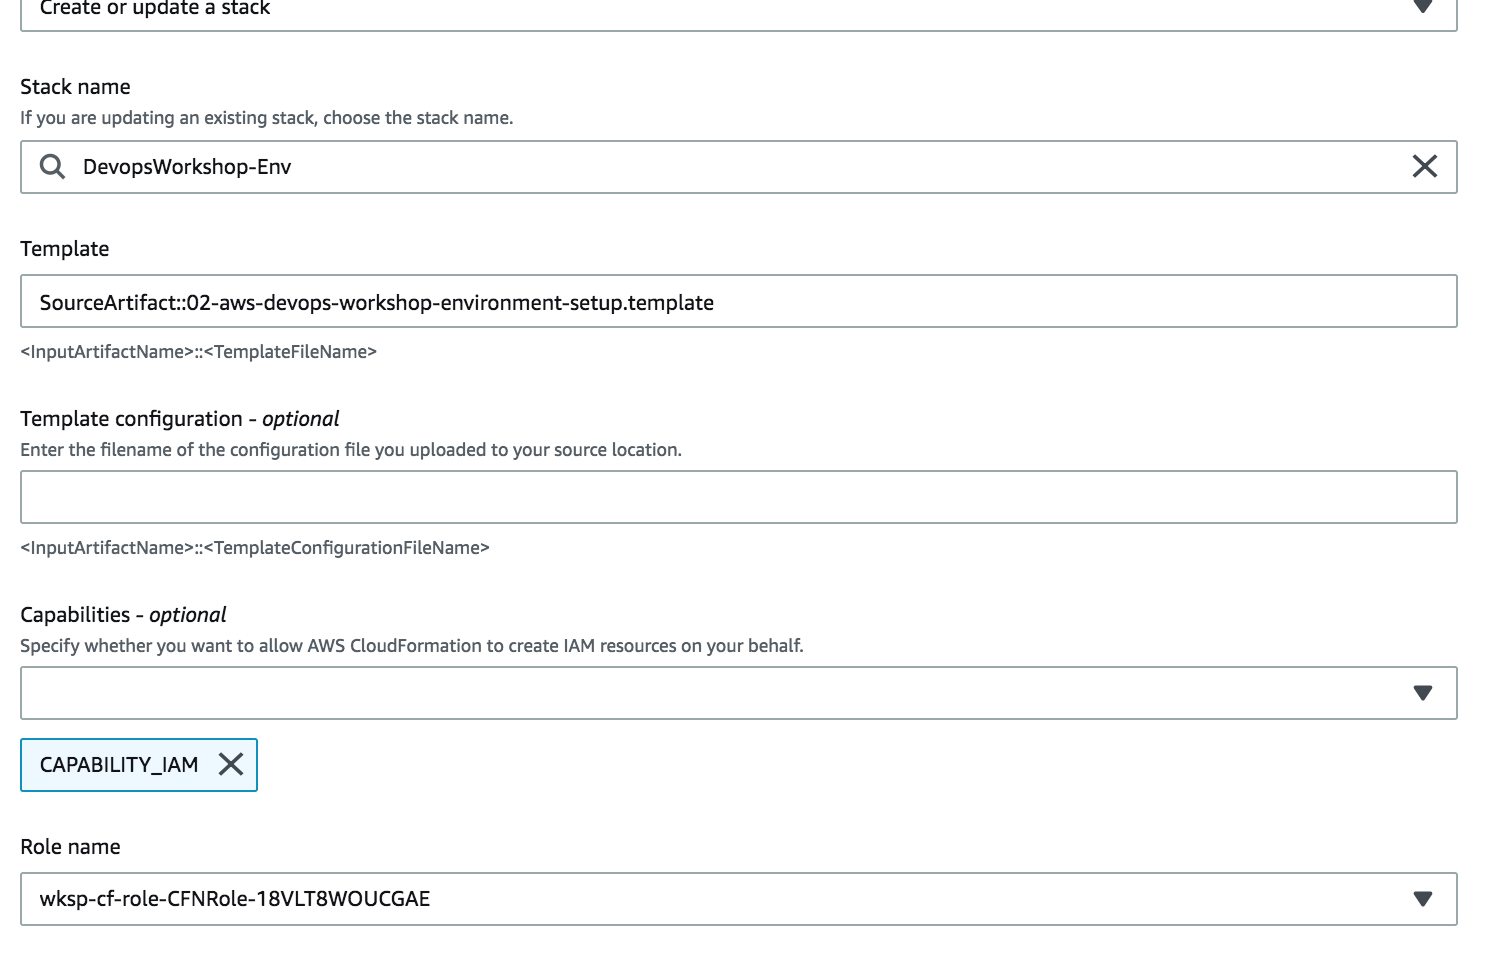 Create or update a stack
Stack name
If you are updating an existing stack, choose the stack name.
DevopsWorkshop-Env
Template
SourceArtifact::02-aws-devops-workshop-environment-setup.template
<InputArtifactName>::<TemplateFileName>
Template configuration - optional
Enter the filename of the configuration file you uploaded to your source location.
<InputArtifactName>::<TemplateConfigurationFileName>
Capabilities - optional
Specify whether you want to allow AWS CloudFormation to create IAM resources on your behalf.
CAPABILITY_IAM
Role name
wksp-cf-role-CFNRole-18VLT8WOUCGAE